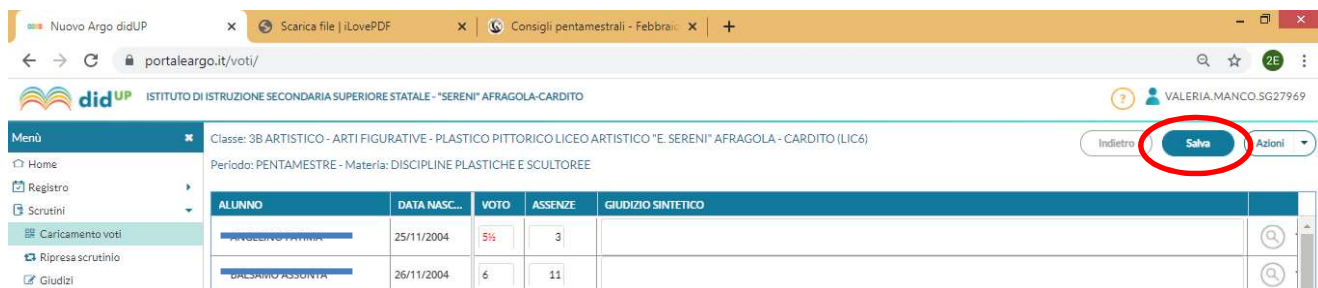 Nuovo Argo didUP
Scarica file | iLovePDF
Consigli pentamestrali - Febbraio
portaleargo.it/voti/
2E
didUP
ISTITUTO DI ISTRUZIONE SECONDARIA SUPERIORE STATALE - "SERENI" AFRAGOLA-CARDITO
? VALERIA.MANCO.SG27969
Menù
Classe: 3B ARTISTICO - ARTI FIGURATIVE - PLASTICO PITTORICO LICEO ARTISTICO "E. SERENI" AFRAGOLA - CARDITO (LIC6)
Indietro Salva Azioni
Home
Periodo: PENTAMESTRE - Materia: DISCIPLINE PLASTICHE E SCULTOREE
Registro
Scrutini
ALUNNO DATA NASC... VOTO ASSENZE GIUDIZIO SINTETICO
Caricamento voti
25/11/2004 5½ 3
Ripresa scrutinio
26/11/2004 6 11
Giudizi